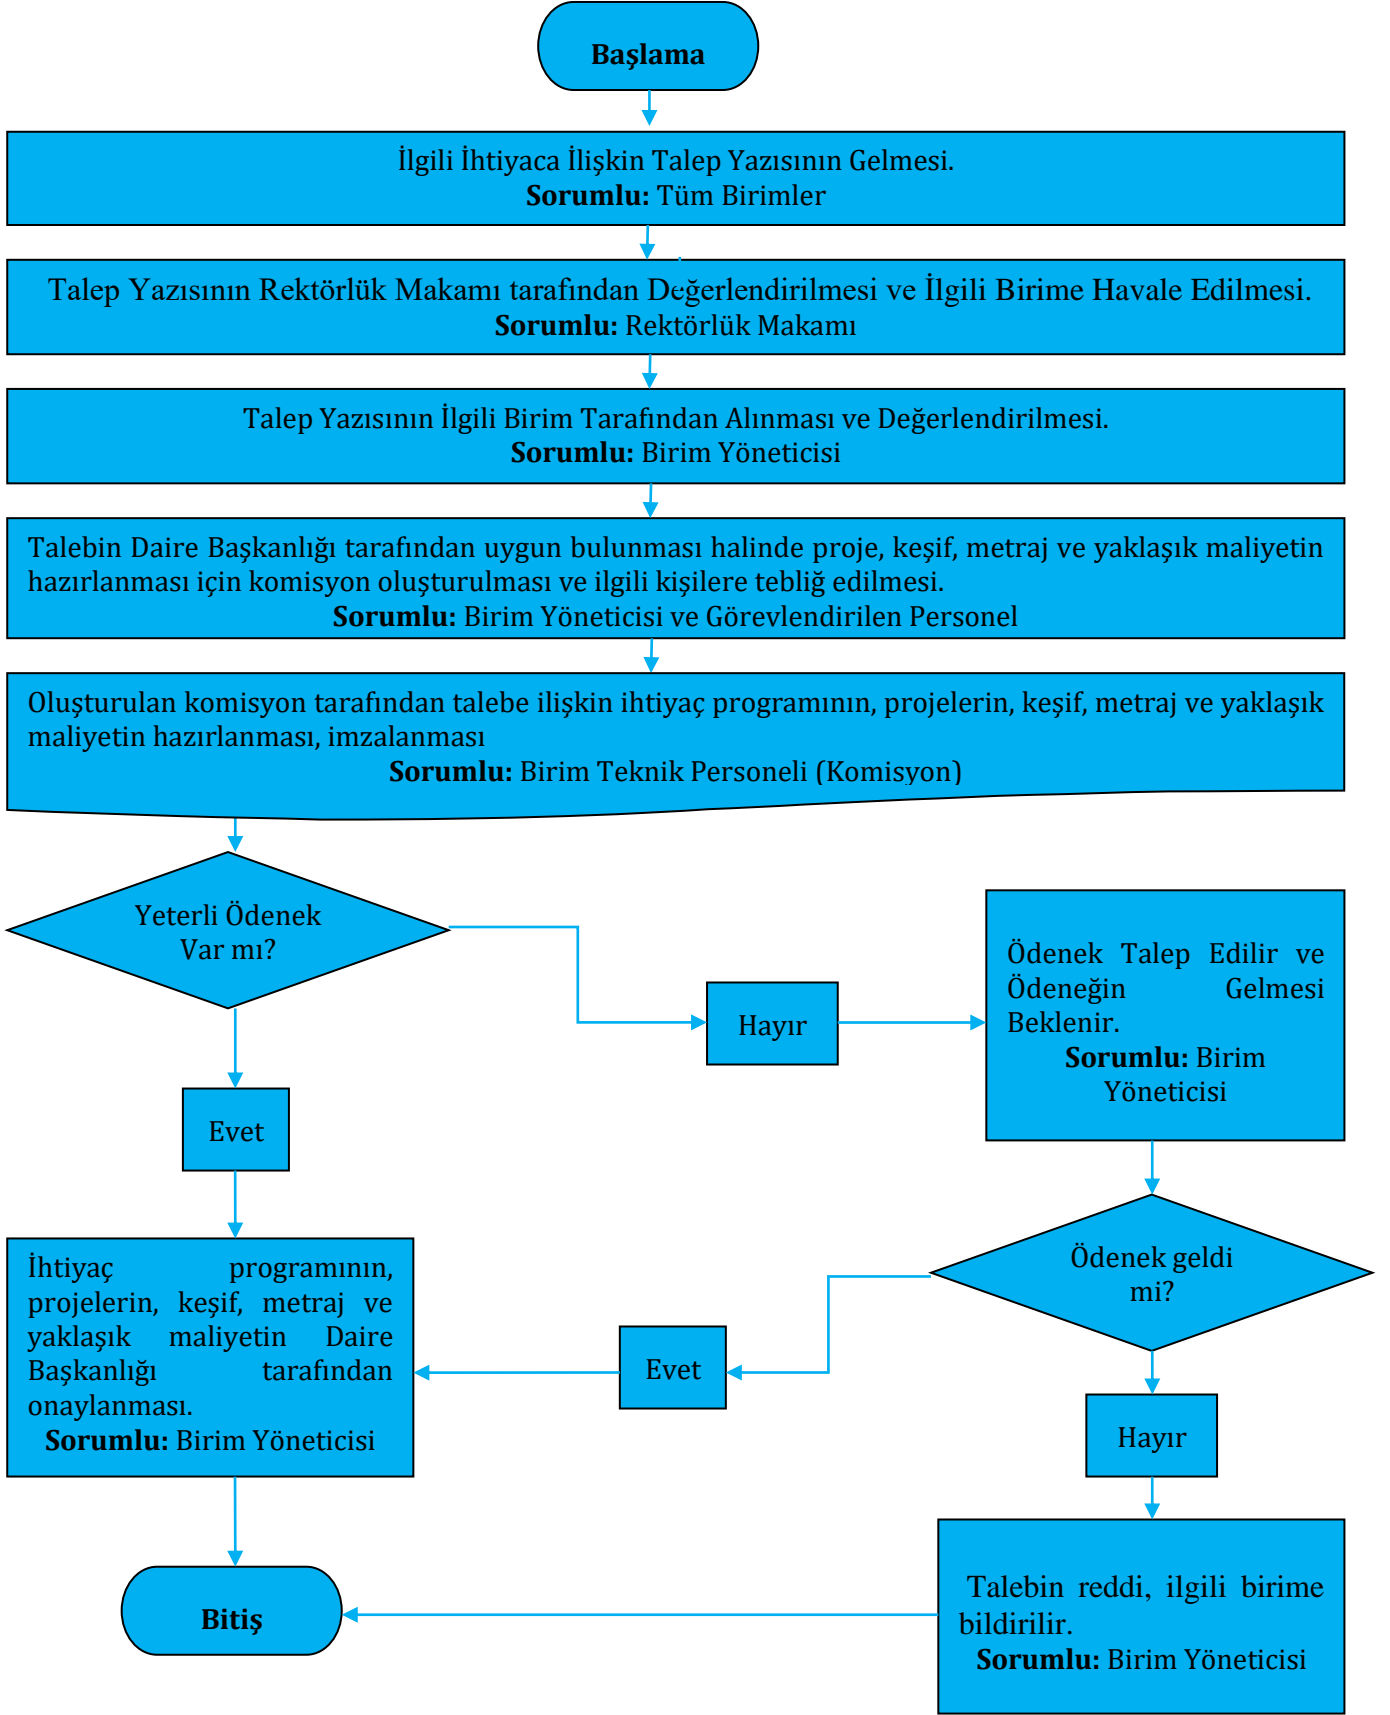 Başlama
İlgili İhtiyaca İlişkin Talep Yazısının Gelmesi.
Sorumlu: Tüm Birimler
Talep Yazısının Rektörlük Makamı tarafından Değerlendirilmesi ve İlgili Birime Havale Edilmesi.
Sorumlu: Rektörlük Makamı
Talep Yazısının İlgili Birim Tarafından Alınması ve Değerlendirilmesi.
Sorumlu: Birim Yöneticisi
Talebin Daire Başkanlığı tarafından uygun bulunması halinde proje, keşif, metraj ve yaklaşık maliyetin
hazırlanması için komisyon oluşturulması ve ilgili kişilere tebliğ edilmesi.
Sorumlu: Birim Yöneticisi ve Görevlendirilen Personel
Oluşturulan komisyon tarafından talebe ilişkin ihtiyaç programının, projelerin, keşif, metraj ve yaklaşık
maliyetin hazırlanması, imzalanması
Sorumlu: Birim Teknik Personeli (Komisyon)
Yeterli Ödenek
Var mı?
Hayır
Ödenek Talep Edilir ve
Ödeneğin Gelmesi
Beklenir.
Sorumlu: Birim
Yöneticisi
Evet
Ödenek geldi
mi?
İhtiyaç programının,
projelerin, keşif, metraj ve
yaklaşık maliyetin Daire
Başkanlığı tarafından
onaylanması.
Sorumlu: Birim Yöneticisi
Evet
Hayır
Talebin reddi, ilgili birime
bildirilir.
Sorumlu: Birim Yöneticisi
Bitiş